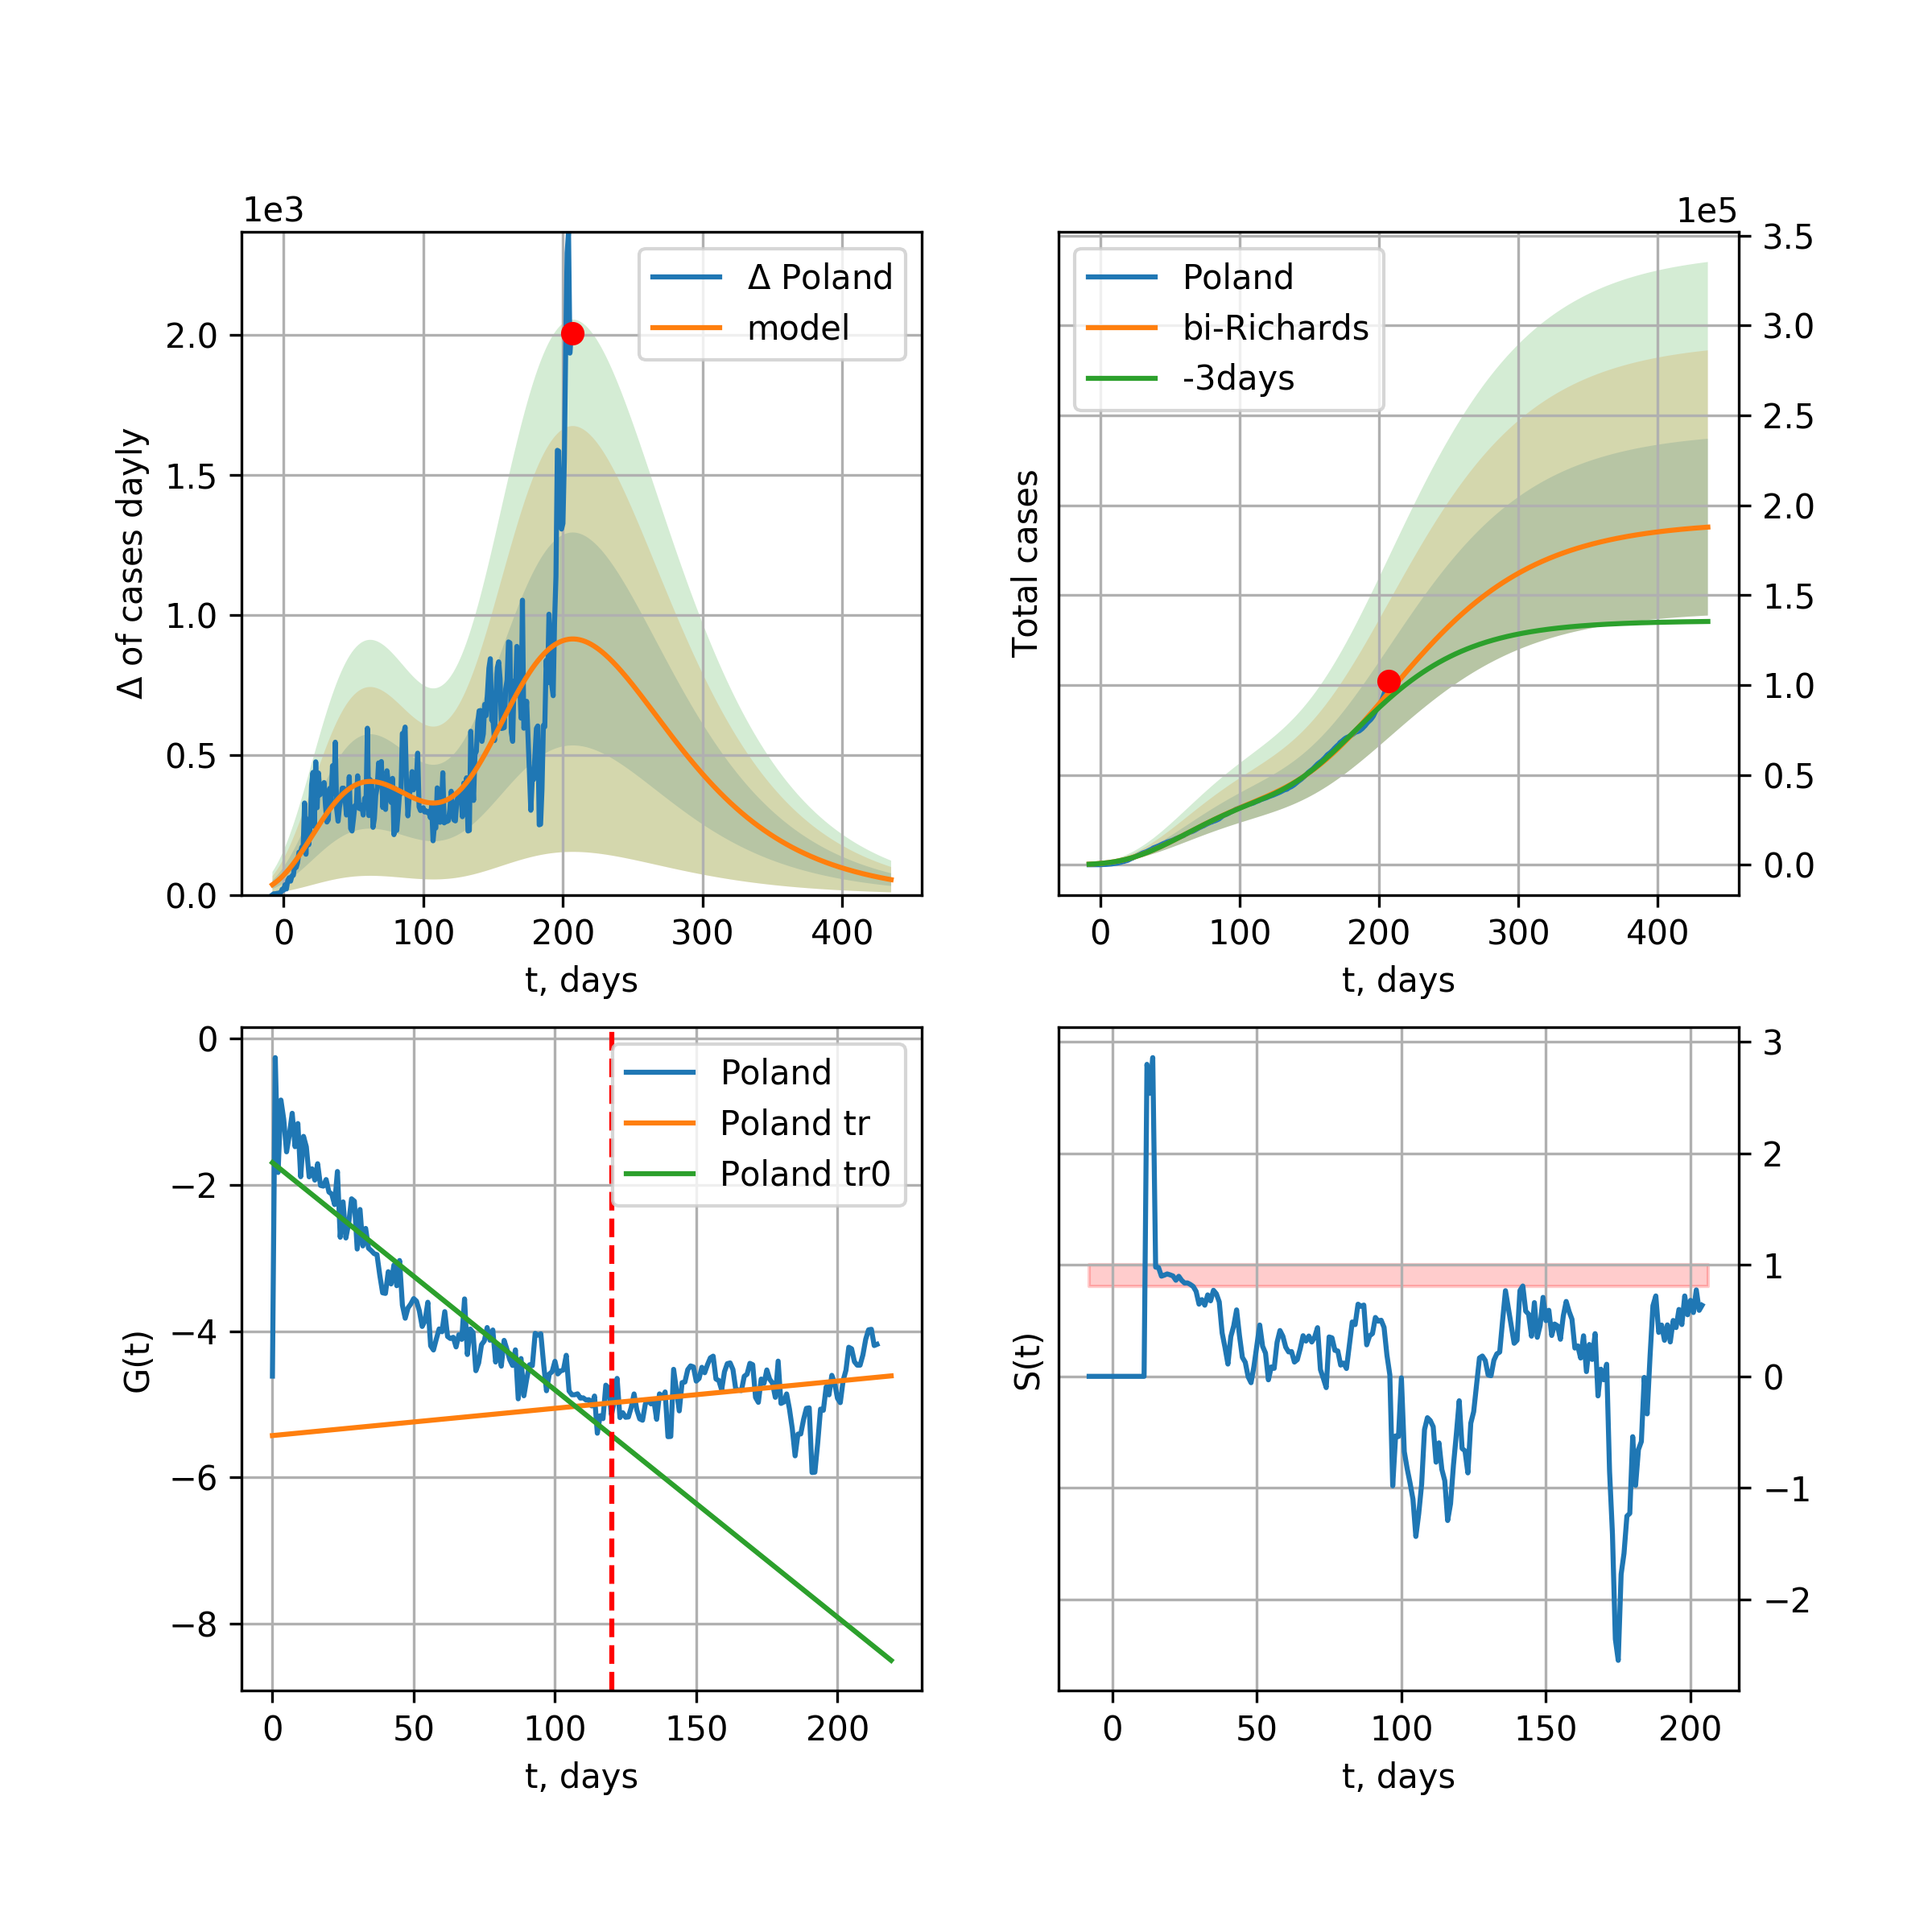 1e3
Δ of cases dayly
2.0
1.5
1.0
0.5
0.0
Δ Poland
model
0 100 200 300 400
t, days
1e5
Total cases
Poland
bi-Richards
-3days
3.5
3.0
2.5
2.0
1.5
1.0
0.5
0.0
0 100 200 300 400
t, days
G(t)
0
−2
−4
−6
−8
Poland
Poland tr
Poland tr0
0 50 100 150 200
t, days
S(t)
3
2
1
0
−1
−2
0 50 100 150 200
t, days